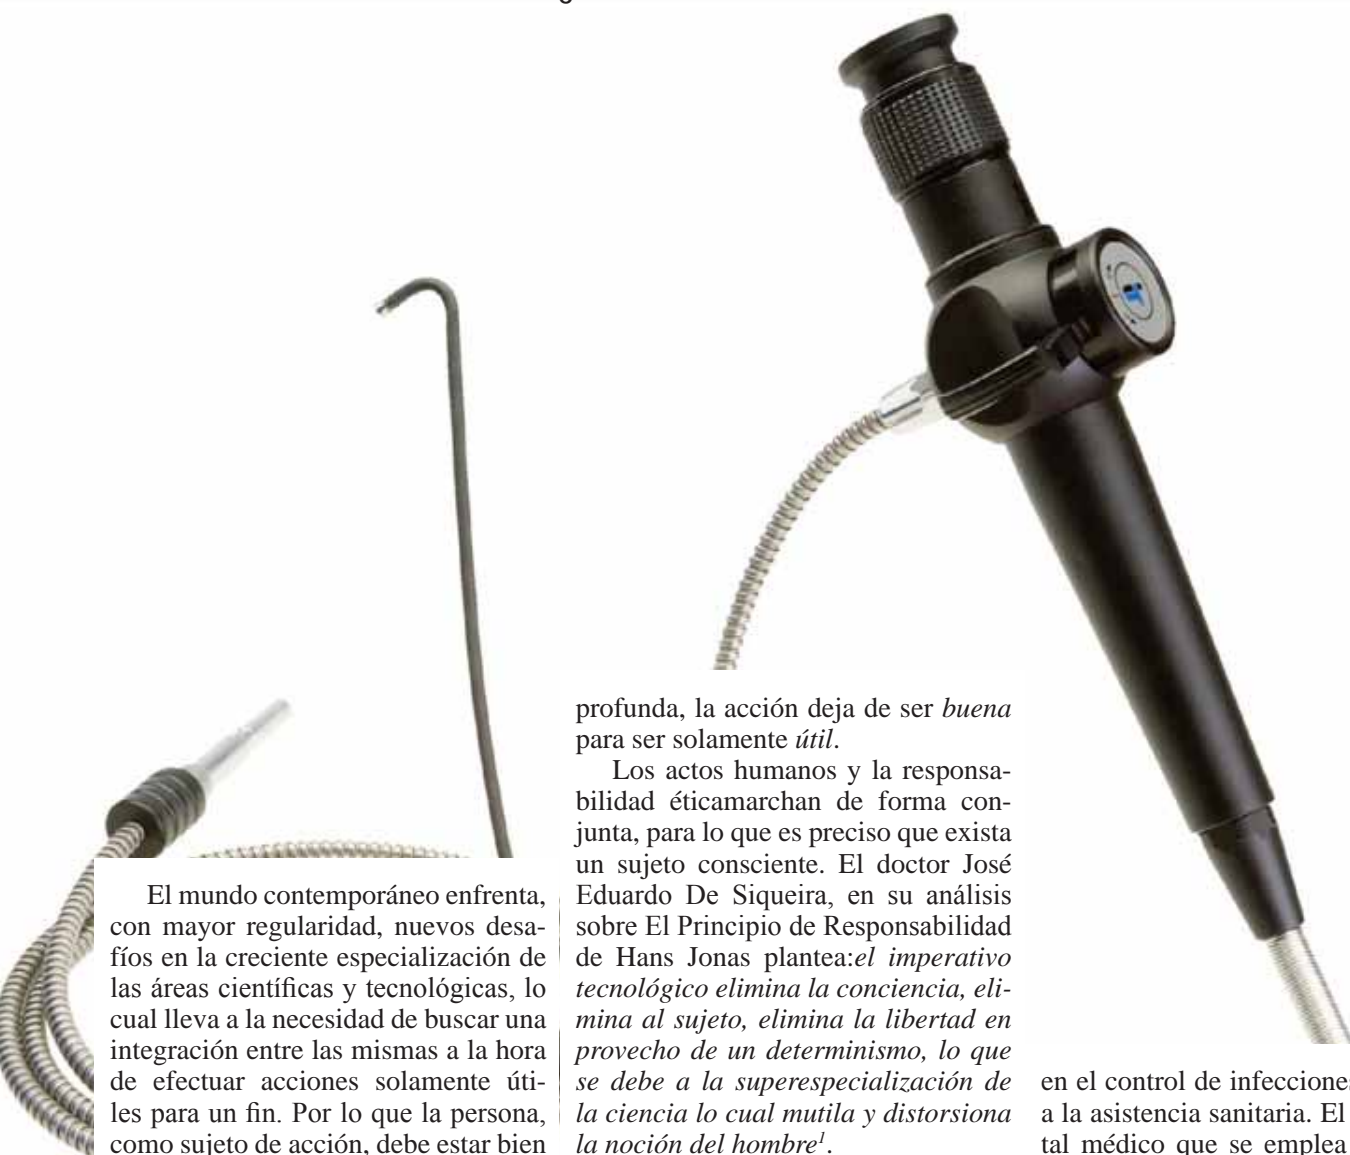 El mundo contemporáneo enfrenta,
con mayor regularidad, nuevos desa-
fíos en la creciente especialización de
las áreas científicas y tecnológicas, lo
cual lleva a la necesidad de buscar una
integración entre las mismas a la hora
de efectuar acciones solamente úti-
les para un fin. Por lo que la persona,
como sujeto de acción, debe estar bien
profunda, la acción deja de ser buena
para ser solamente útil.
Los actos humanos y la responsa-
bilidad éticamarchan de forma con-
junta, para lo que es preciso que exista
un sujeto consciente. El doctor José
Eduardo De Siqueira, en su análisis
sobre El Principio de Responsabilidad
de Hans Jonas plantea:el imperativo
tecnológico elimina la conciencia, eli-
mina al sujeto, elimina la libertad en
provecho de un determinismo, lo que
se debe a la superespecialización de
la ciencia lo cual mutila y distorsiona
la noción del hombre¹.
en el control de infecciones
a la asistencia sanitaria. El
tal médico que se emplea